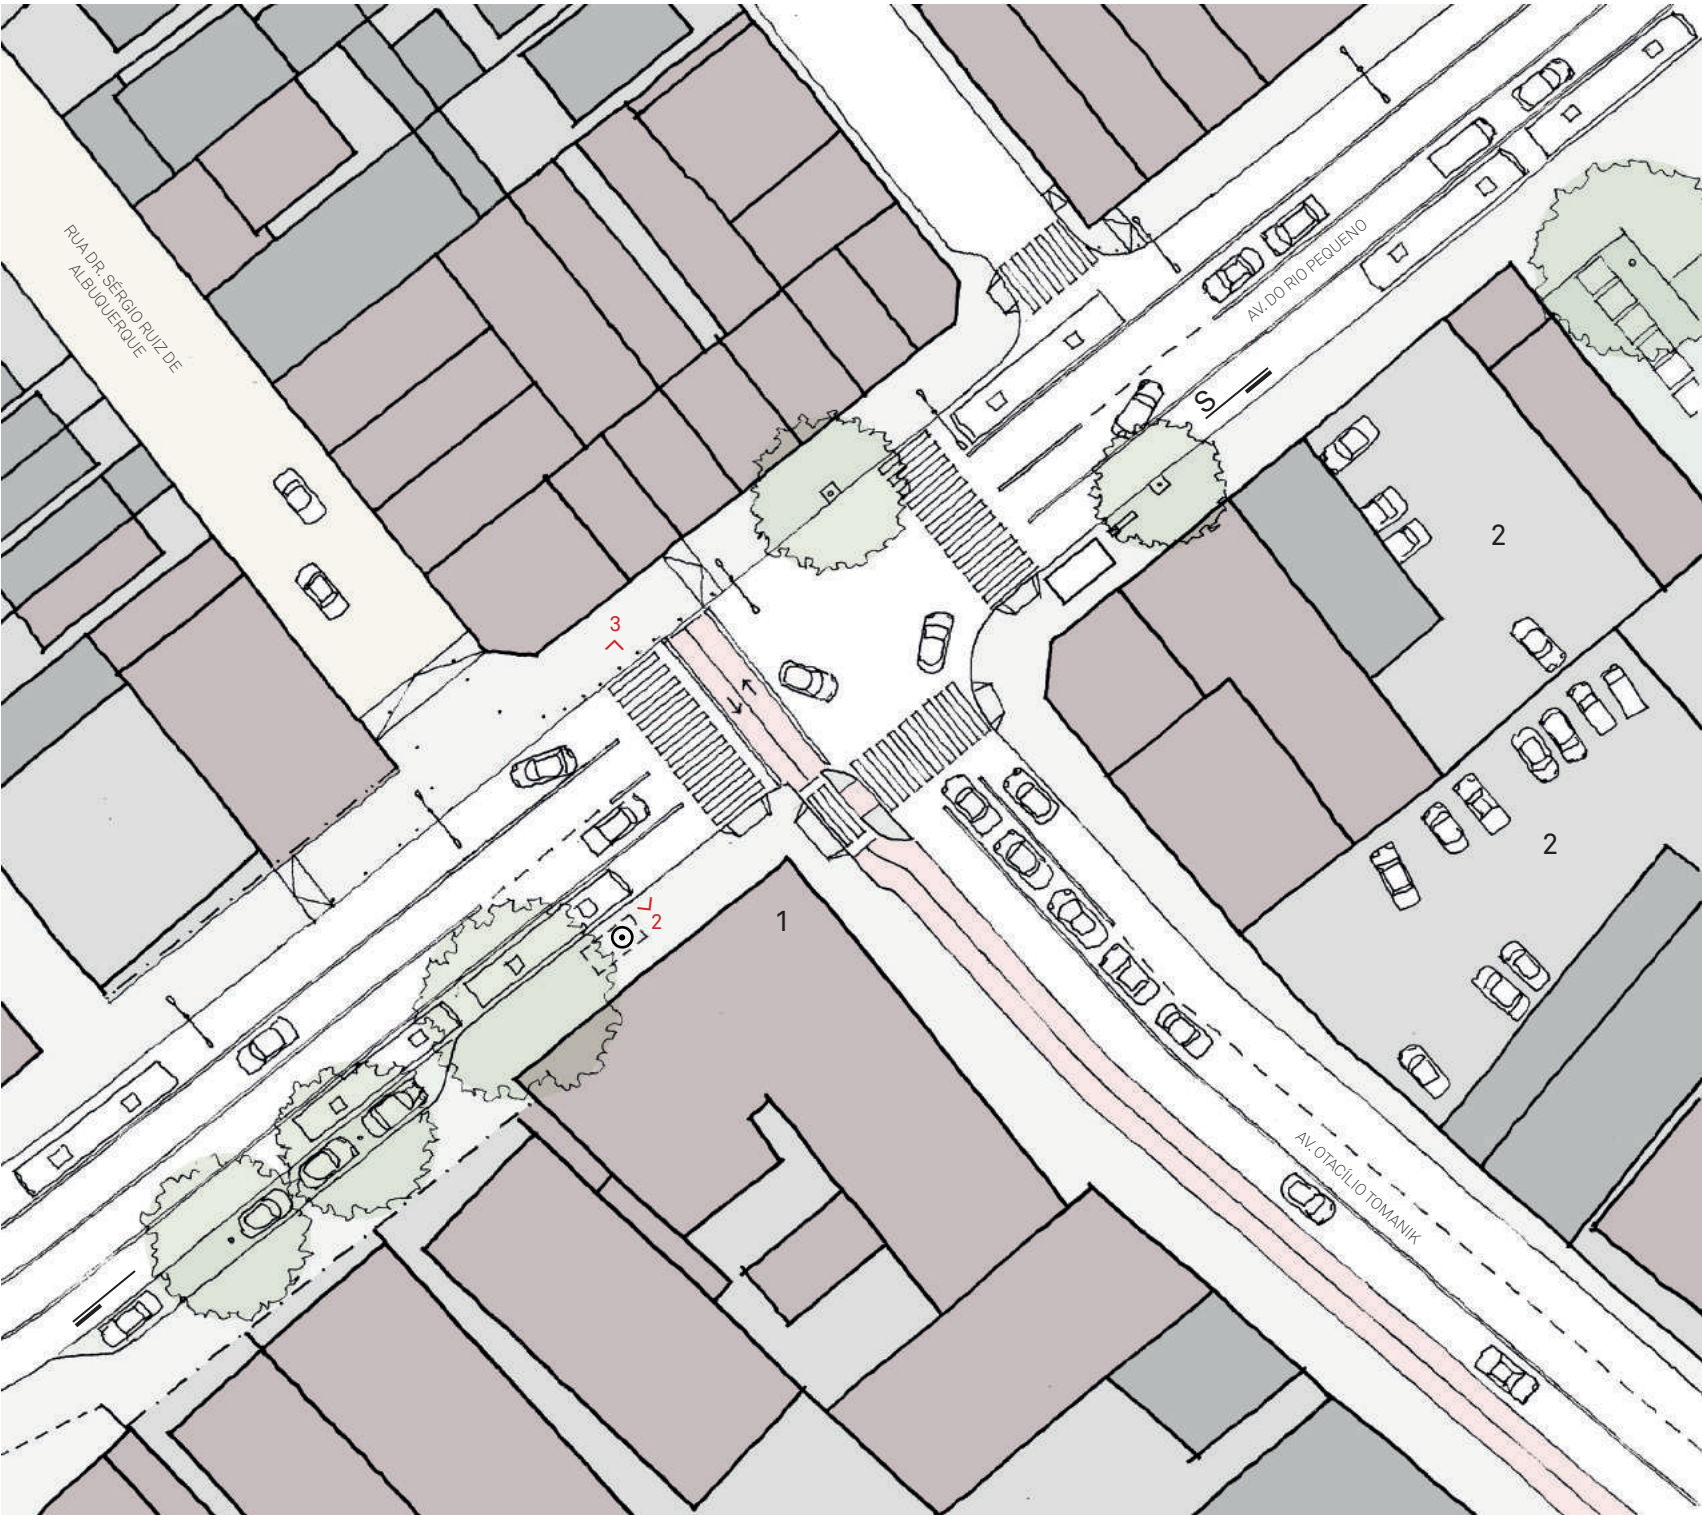 RUA DR. SÉRGIO RUIZ DE
ALBUQUERQUE
AV. DO RIO PEQUENO
S
2
3
2
2
1
AV. OTACÍLIO TOMANIK